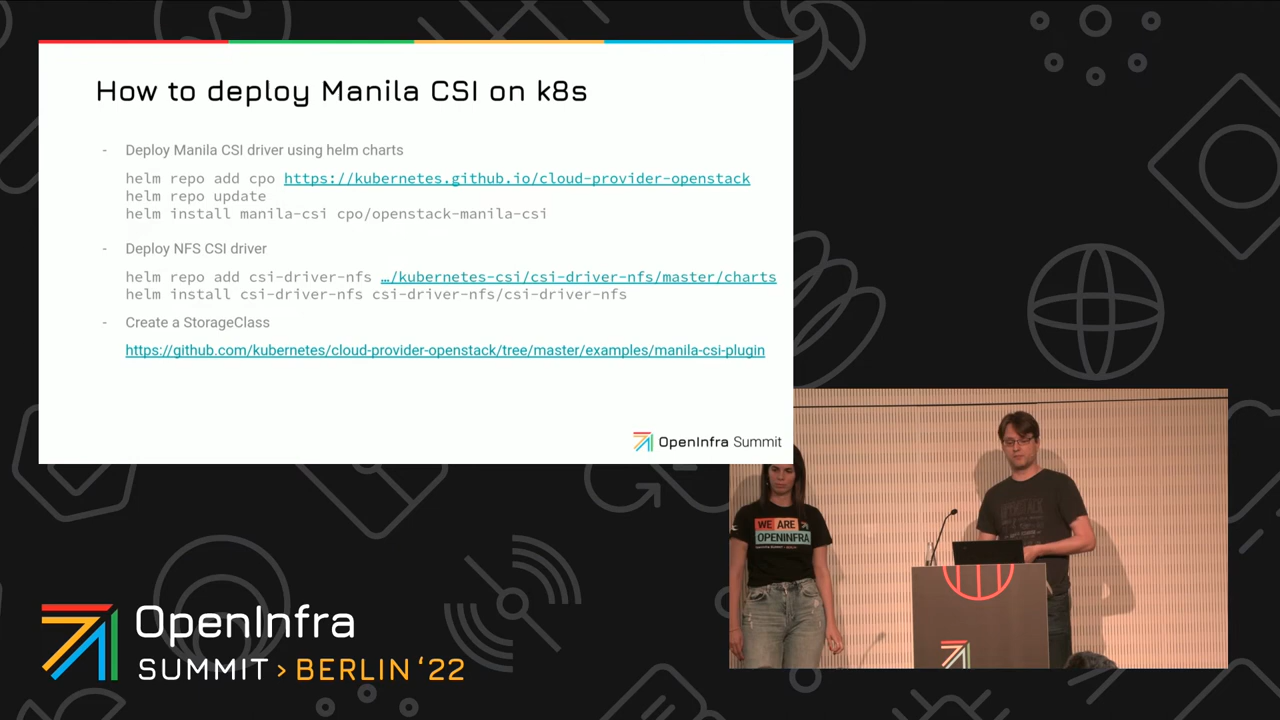 How to deploy Manila CSI on k8s
- Deploy Manila CSI driver using helm charts
helm repo add cpo https://kubernetes.github.io/cloud-provider-openstack
helm repo update
helm install manila-csi cpo/openstack-manila-csi
- Deploy NFS CSI driver
helm repo add csi-driver-nfs …/kubernetes-csi/csi-driver-nfs/master/charts
helm install csi-driver-nfs csi-driver-nfs/csi-driver-nfs
- Create a StorageClass
https://github.com/kubernetes/cloud-provider-openstack/tree/master/examples/manila-csi-plugin
OpenInfra Summit
WE ARE
OPENINFRA
OpenInfra
SUMMIT > BERLIN ‘22